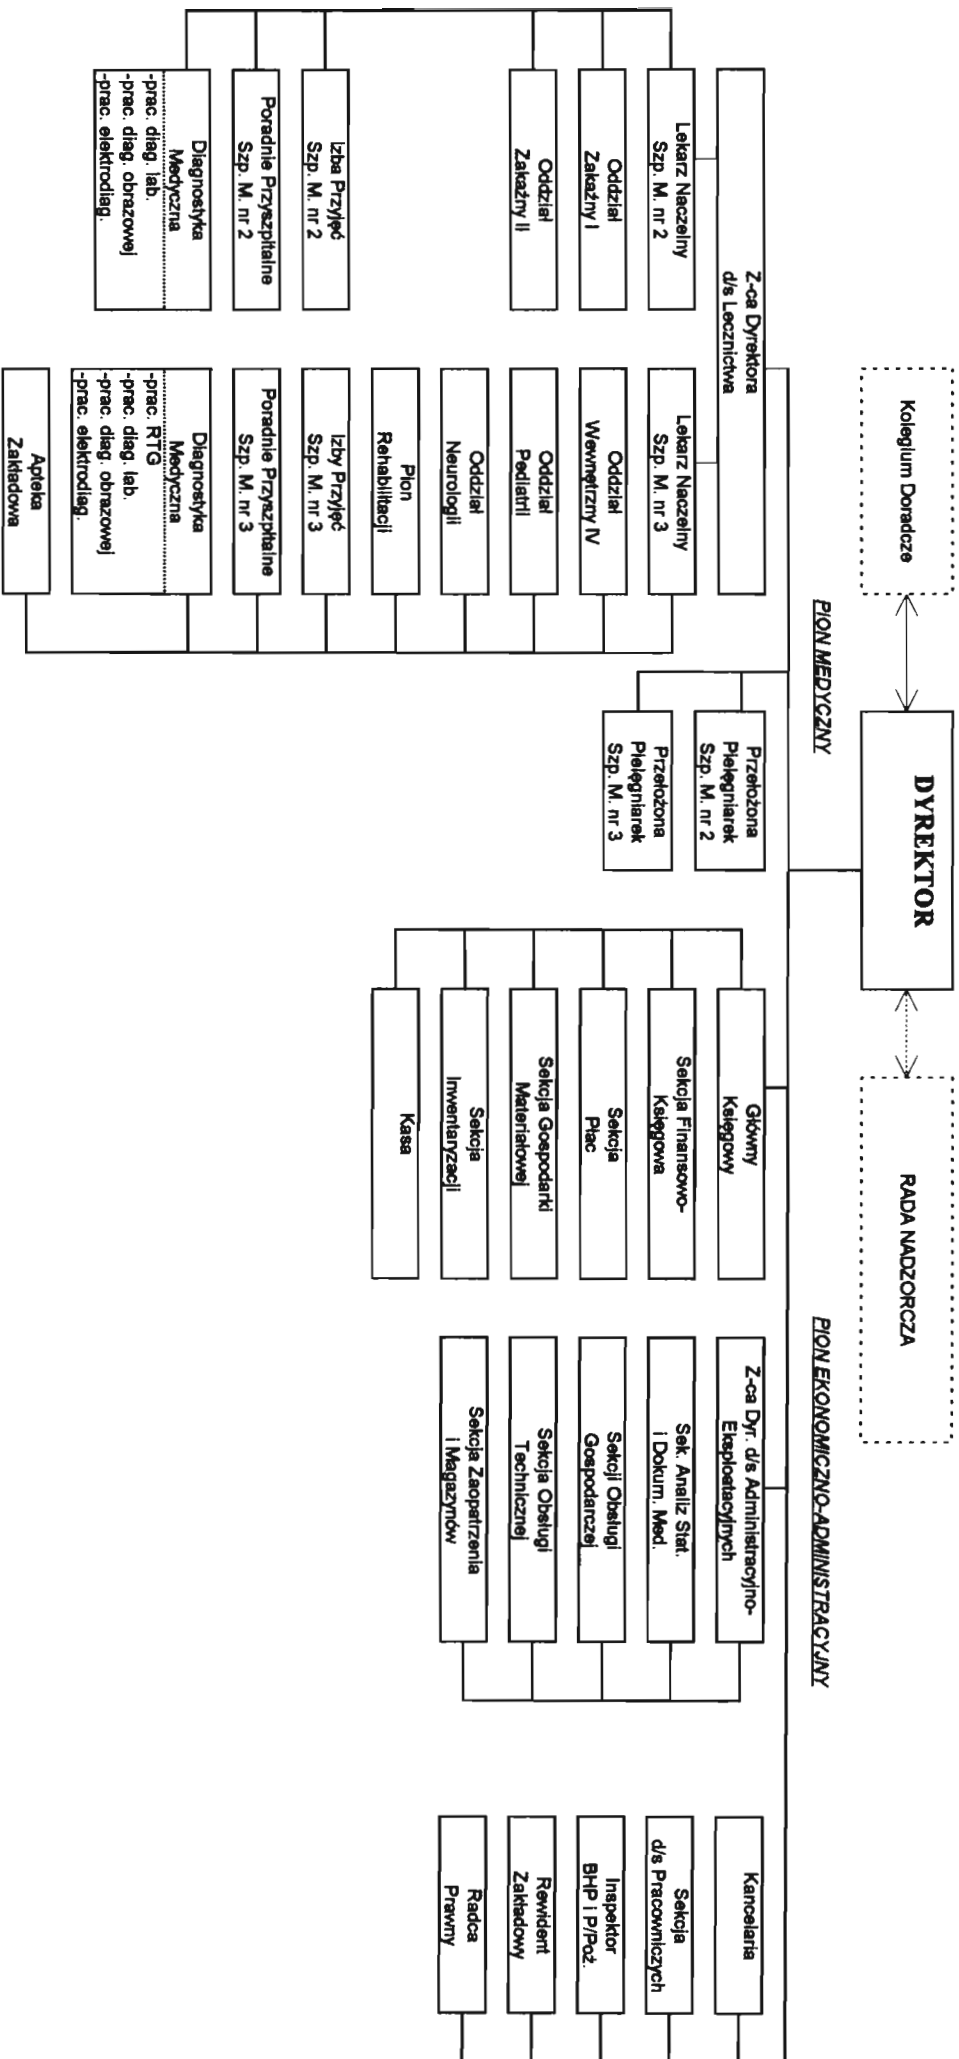 Kolegium Doradcze
DYREKTOR
RADA NADZORCZA
PION MEDYCZNY
PION EKONOMICZNO-ADMINISTRACYJNY
Z-ca Dyrektora
d/s Lecznictwa
Lekarz Naczelny
Szp. M. nr 2
Oddział
Zakaźny I
Oddział
Zakaźny II
Izba Przyjęć
Szp. M. nr 2
Poradnie Przyszpitalne
Szp. M. nr 2
Diagnostyka
Medyczna
-prac. diag. lab.
-prac. diag. obrazowej
-prac. elektrodiag.
Lekarz Naczelny
Szp. M. nr 3
Oddział
Wewnętrzny IV
Oddział
Pediatrii
Oddział
Neurologii
Pion
Rehabilitacji
Izby Przyjęć
Szp. M. nr 3
Poradnie Przyszpitalne
Szp. M. nr 3
Diagnostyka
Medyczna
-prac. RTG
-prac. diag. lab.
-prac. diag. obrazowej
-prac. elektrodiag.
Apteka
Zakładowa
Przełożona
Pielęgniarek
Szp. M. nr 2
Przełożona
Pielęgniarek
Szp. M. nr 3
Główny
Księgowy
Sekcja Finansowo-
Księgowa
Sekcja
Płac
Sekcja Gospodarki
Materiałowej
Sekcja
Inwentaryzacji
Kasa
Z-ca Dyr. d/s Administracyjno-
Eksploatacyjnych
Sek. Analiz Stat.
i Dokum. Med.
Sekcji Obsługi
Gospodarczej
Sekcja Obsługi
Technicznej
Sekcja Zaopatrzenia
i Magazynów
Kancelaria
Sekcja
d/s Pracowniczych
Inspektor
BHP i P/Poż.
Rewident
Zakładowy
Radca
Prawny